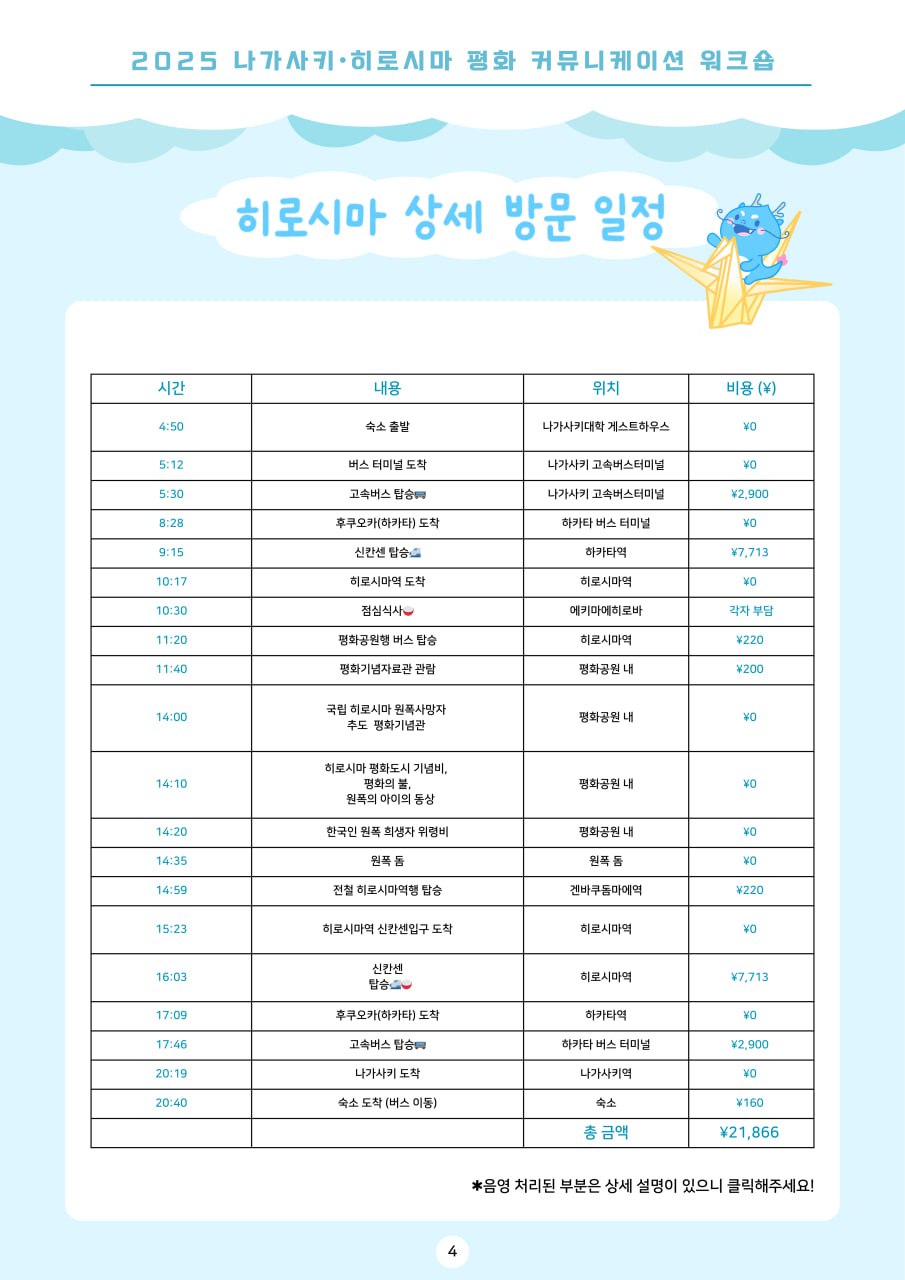 2025 나가사키·히로시마 평화 커뮤니케이션 워크숍
히로시마 상세 방문 일정
시간 내용 위치 비용 (¥)
4:50 숙소 출발 나가사키대학 게스트하우스 ¥0
5:12 버스 터미널 도착 나가사키 고속버스터미널 ¥0
5:30 고속버스 탑승🚌 나가사키 고속버스터미널 ¥2,900
8:28 후쿠오카(하카타) 도착 하카타 버스 터미널 ¥0
9:15 신칸센 탑승🚄 하카타역 ¥7,713
10:17 히로시마역 도착 히로시마역 ¥0
10:30 점심식사🍚 에키마에히로바 각자 부담
11:20 평화공원행 버스 탑승 히로시마역 ¥220
11:40 평화기념자료관 관람 평화공원 내 ¥200
14:00 국립 히로시마 원폭사망자
추도 평화기념관 평화공원 내 ¥0
14:10 히로시마 평화도시 기념비,
평화의 불,
원폭의 아이의 동상 평화공원 내 ¥0
14:20 한국인 원폭 희생자 위령비 평화공원 내 ¥0
14:35 원폭 돔 원폭 돔 ¥0
14:59 전철 히로시마역행 탑승 겐바쿠돔마에역 ¥220
15:23 히로시마역 신칸센입구 도착 히로시마역 ¥0
16:03 신칸센
탑승🚄🍚 히로시마역 ¥7,713
17:09 후쿠오카(하카타) 도착 하카타역 ¥0
17:46 고속버스 탑승🚌 하카타 버스 터미널 ¥2,900
20:19 나가사키 도착 나가사키역 ¥0
20:40 숙소 도착 (버스 이동) 숙소 ¥160
총 금액 ¥21,866
✱음영 처리된 부분은 상세 설명이 있으니 클릭해주세요!
4